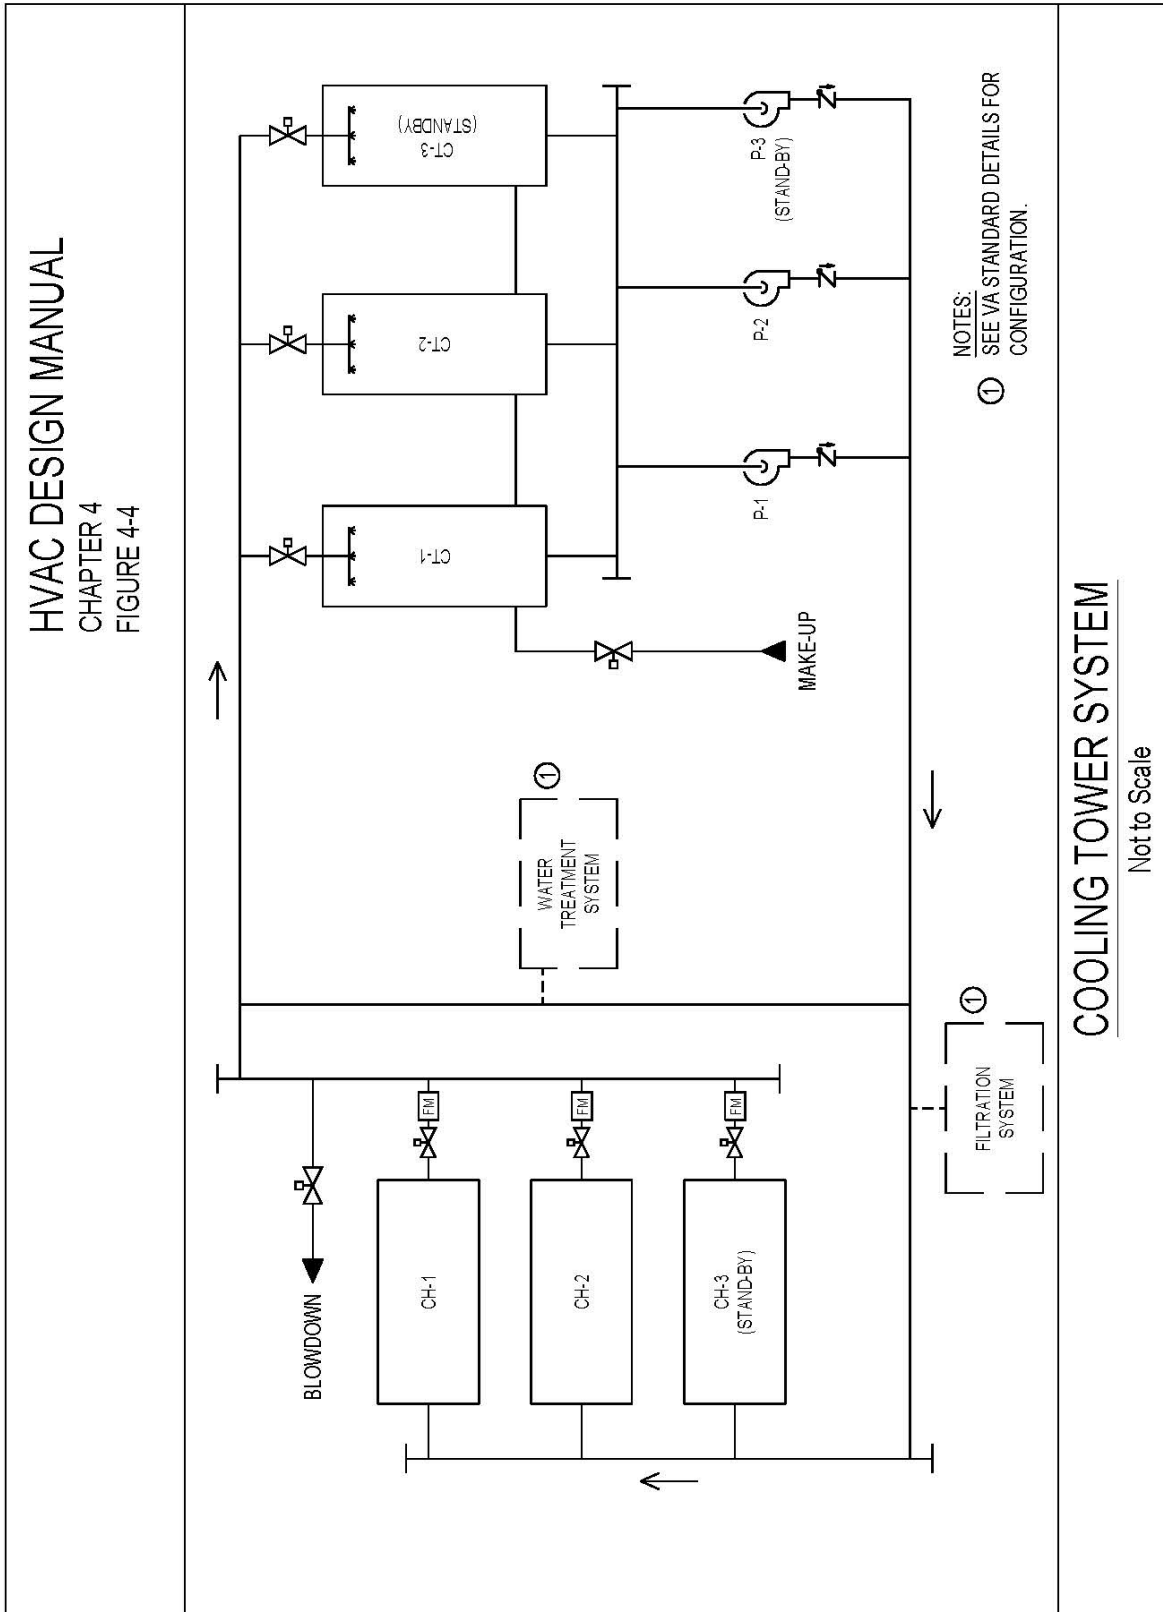 HVAC DESIGN MANUAL
CHAPTER 4
FIGURE 4-4
BLOWDOWN
CH-1
FM
CH-2
FM
CH-3
(STAND-BY)
FM
WATER
TREATMENT
SYSTEM
1
MAKE-UP
CT-1
CT-2
CT-3
(STANDBY)
P-1
P-2
P-3
(STAND-BY)
FILTRATION
SYSTEM
1
NOTES:
1 SEE VA STANDARD DETAILS FOR
CONFIGURATION.
COOLING TOWER SYSTEM
Not to Scale